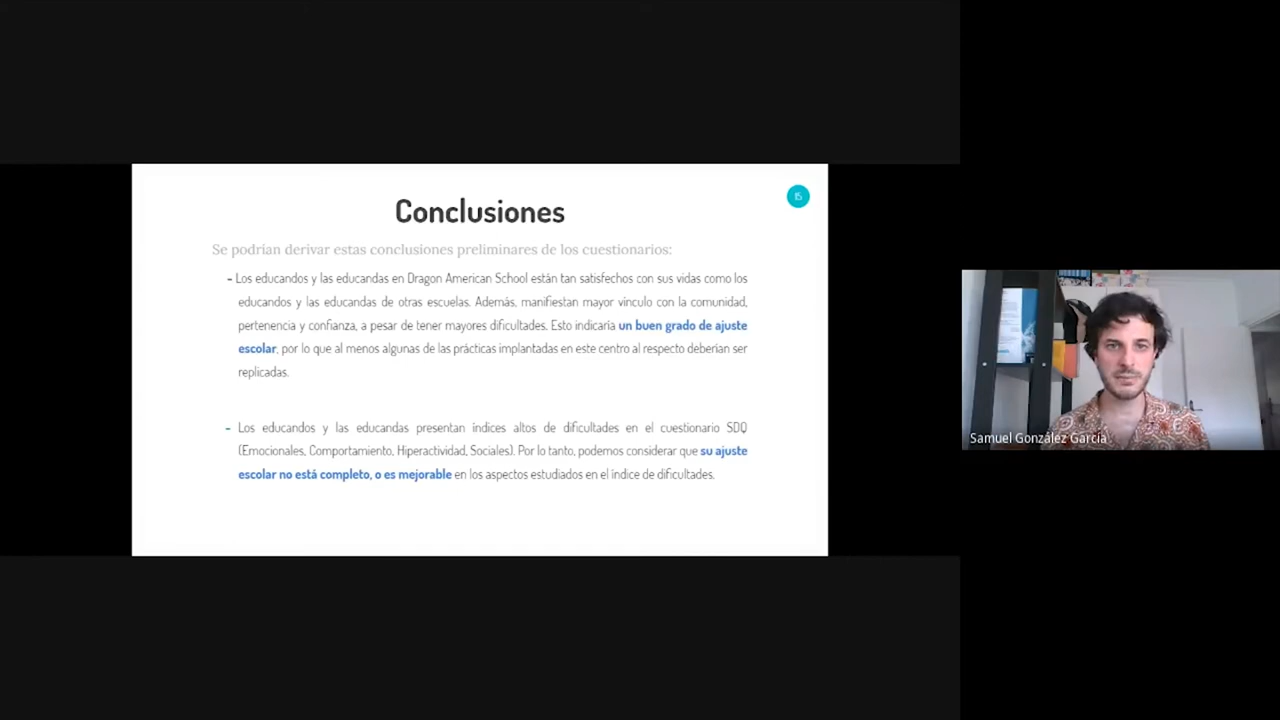 Conclusiones
15
Se podrían derivar estas conclusiones preliminares de los cuestionarios:
- Los educandos y las educandas en Dragon American School están tan satisfechos con sus vidas como los
educandos y las educandas de otras escuelas. Además, manifiestan mayor vínculo con la comunidad,
pertenencia y confianza, a pesar de tener mayores dificultades. Esto indicaría un buen grado de ajuste
escolar, por lo que al menos algunas de las prácticas implantadas en este centro al respecto deberían ser
replicadas.
- Los educandos y las educandas presentan índices altos de dificultades en el cuestionario SDQ
(Emocionales, Comportamiento, Hiperactividad, Sociales). Por lo tanto, podemos considerar que su ajuste
escolar no está completo, o es mejorable en los aspectos estudiados en el índice de dificultades.
Samuel González García